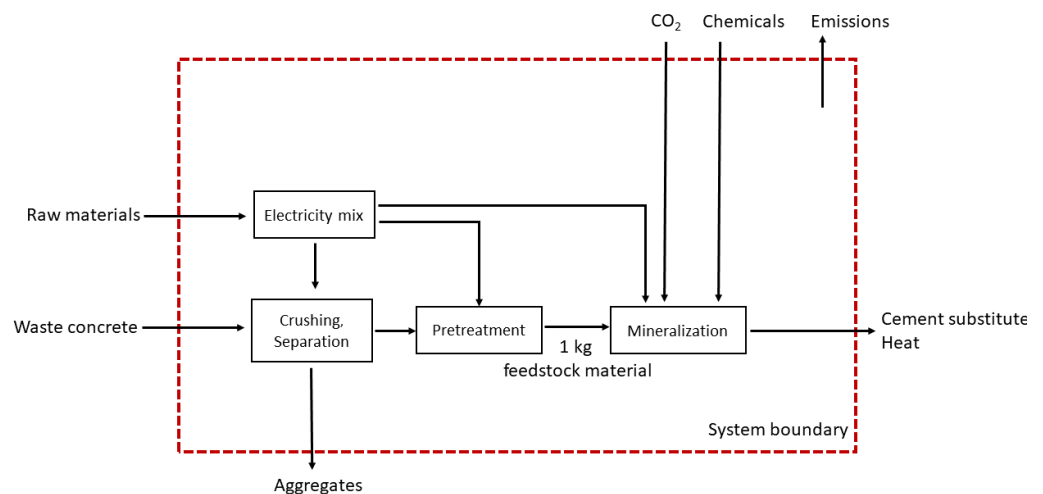 CO₂ Chemicals Emissions
Raw materials
Electricity mix
Waste concrete
Crushing,
Separation
Pretreatment
1 kg
feedstock material
Mineralization
Cement substitute
Heat
System boundary
Aggregates